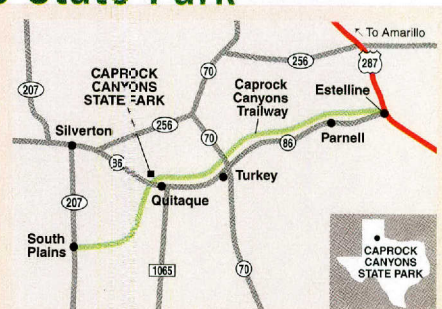 State Park
To Amarillo
256
287
70
207
CAPROCK
CANYONS
STATE PARK
Caprock
Canyons
Trailway
Estelline
Silverton
256
70
86
Parnell
86
Turkey
Quitaque
207
South
Plains
1065
70
CAPROCK
CANYONS
STATE PARK